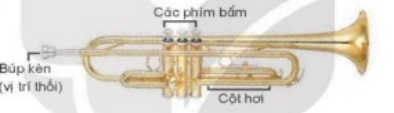 Các phím bấm
Búp kèn
(vị trí thổi)
Cột hơi